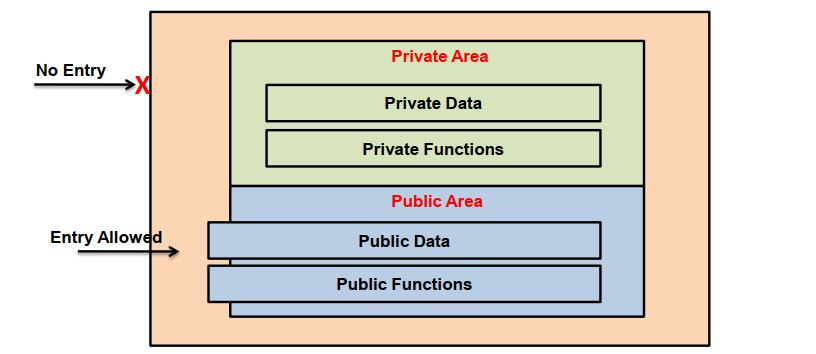 Private Area
No Entry
X
Private Data
Private Functions
Public Area
Entry Allowed
Public Data
Public Functions